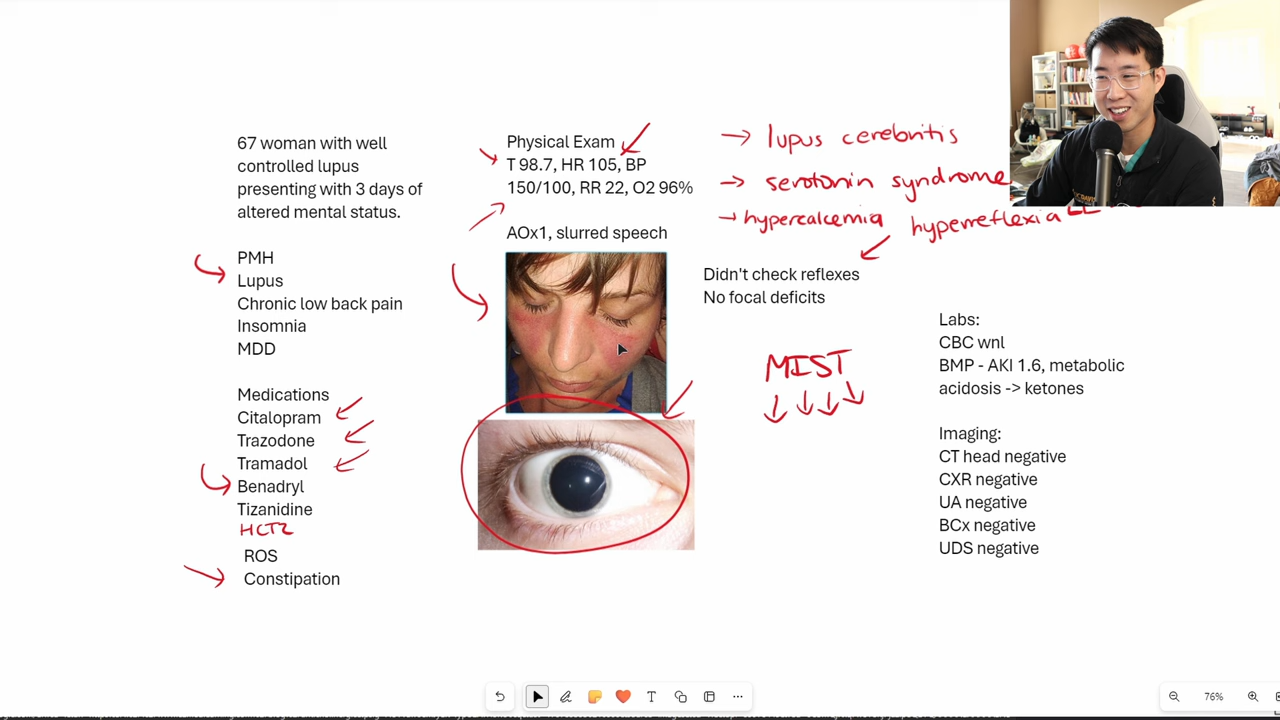 67 woman with well
controlled lupus
presenting with 3 days of
altered mental status.
PMH
Lupus
Chronic low back pain
Insomnia
MDD
Medications
Citalopram
Trazodone
Tramadol
Benadryl
Tizanidine
HCTZ
ROS
Constipation
Physical Exam
T 98.7, HR 105, BP
150/100, RR 22, O2 96%
AOx1, slurred speech
→ lupus cerebritis
→ serotonin syndrome
→ hypercalcemia
hyperreflexia
Didn't check reflexes
No focal deficits
MIST
↓ ↓ ↓ ↓
Labs:
CBC wnl
BMP - AKI 1.6, metabolic
acidosis -> ketones
Imaging:
CT head negative
CXR negative
UA negative
BCx negative
UDS negative
76%